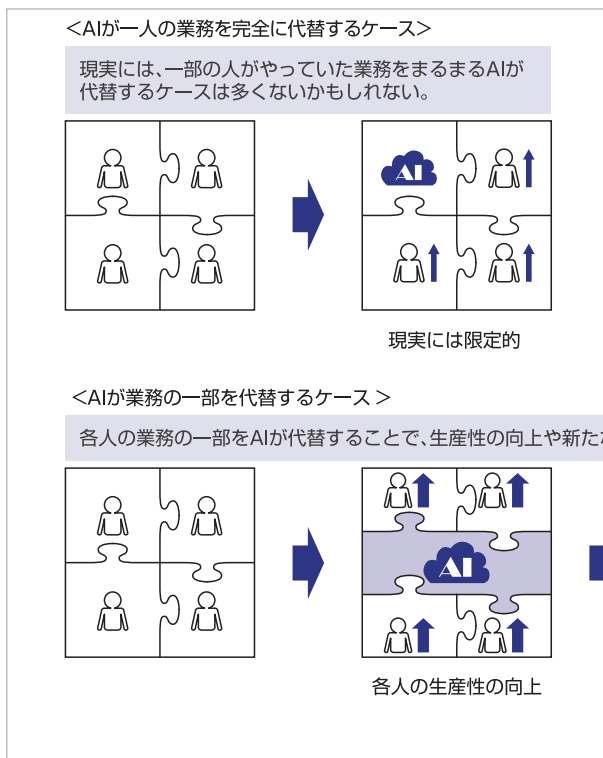 ＜AIが一人の業務を完全に代替するケース＞
現実には、一部の人がやっていた業務をまるまるAIが
代替するケースは多くないかもしれない。
AI
現実には限定的
＜AIが業務の一部を代替するケース＞
各人の業務の一部をAIが代替することで、生産性の向上や新た
AI
各人の生産性の向上